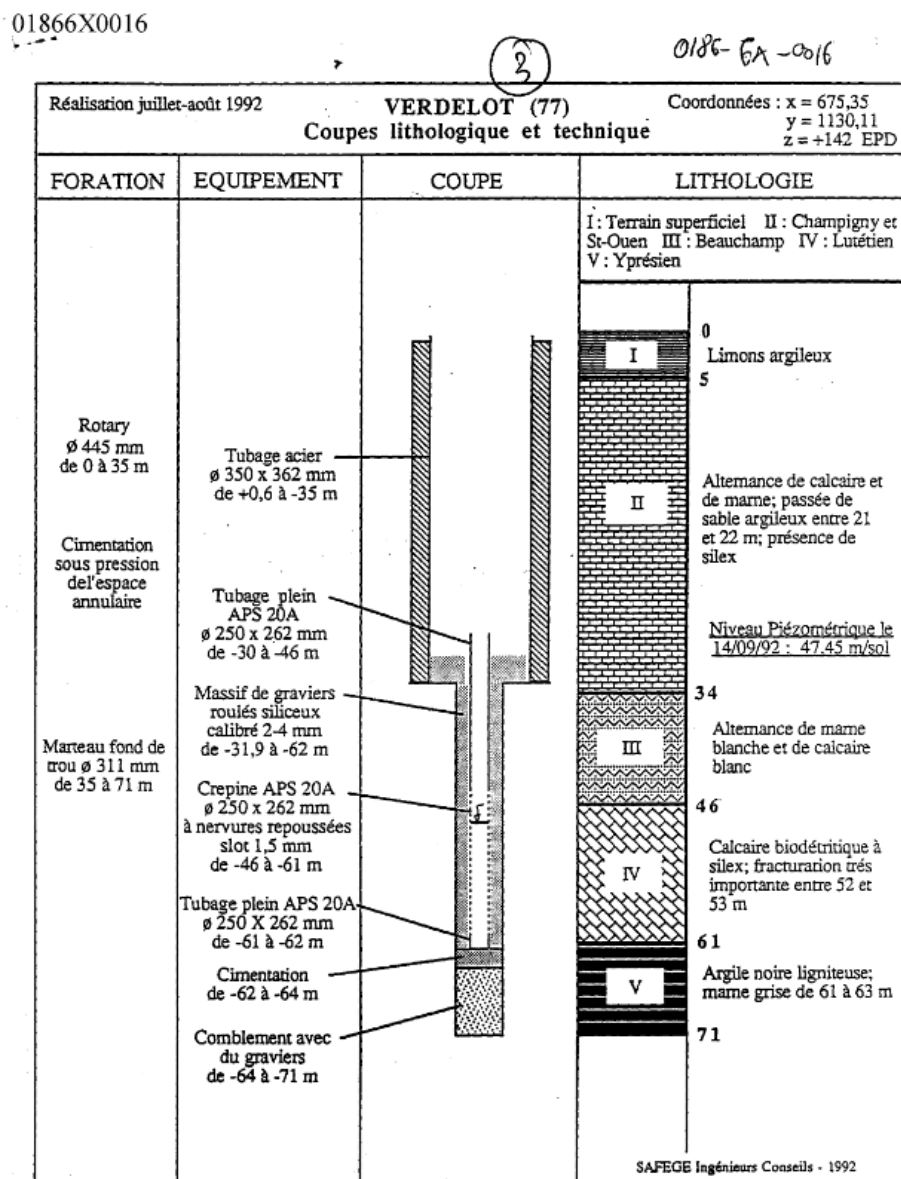 01866X0016
3
0186-6X-0016
Réalisation juillet-août 1992
VERDELOT (77)
Coupes lithologique et technique
Coordonnées : x = 675,35
y = 1130,11
z = +142 EPD
FORATION
EQUIPEMENT
COUPE
LITHOLOGIE
I : Terrain superficiel II : Champigny et
St-Ouen III : Beauchamp IV : Lutétien
V : Yprésien
Rotary
ø 445 mm
de 0 à 35 m
Cimentation
sous pression
del'espace
annulaire
Marteau fond de
trou ø 311 mm
de 35 à 71 m
Tubage acier
ø 350 x 362 mm
de +0,6 à -35 m
Tubage plein
APS 20A
ø 250 x 262 mm
de -30 à -46 m
Massif de graviers
roulés siliceux
calibré 2-4 mm
de -31,9 à -62 m
Crepine APS 20A
ø 250 x 262 mm
à nervures repoussées
slot 1,5 mm
de -46 à -61 m
Tubage plein APS 20A
ø 250 X 262 mm
de -61 à -62 m
Cimentation
de -62 à -64 m
Comblement avec
du graviers
de -64 à -71 m
0
I
Limons argileux
5
II
Alternance de calcaire et
de marne; passée de
sable argileux entre 21
et 22 m; présence de
silex
Niveau Piézométrique le
14/09/92 : 47.45 m/sol
34
III
Alternance de marne
blanche et de calcaire
blanc
46
IV
Calcaire biodétritique à
silex; fracturation trés
importante entre 52 et
53 m
61
V
Argile noire ligniteuse;
marne grise de 61 à 63 m
71
SAFEGE Ingénieurs Conseils - 1992